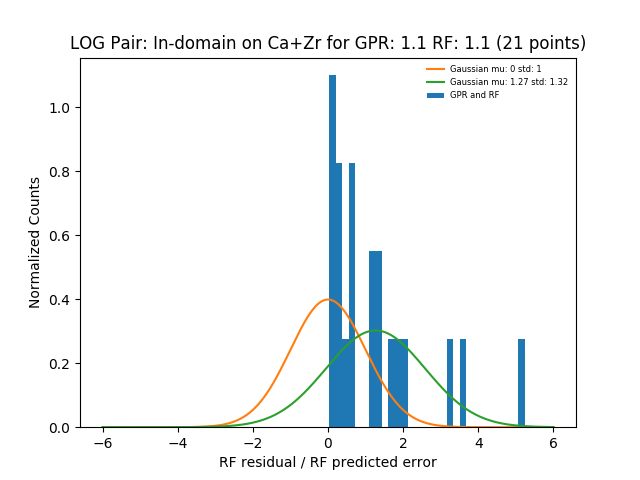 LOG Pair: In-domain on Ca+Zr for GPR: 1.1 RF: 1.1 (21 points)
Gaussian mu: 0 std: 1
Gaussian mu: 1.27 std: 1.32
GPR and RF
Normalized Counts
1.0
0.8
0.6
0.4
0.2
0.0
−6 −4 −2 0 2 4 6
RF residual / RF predicted error